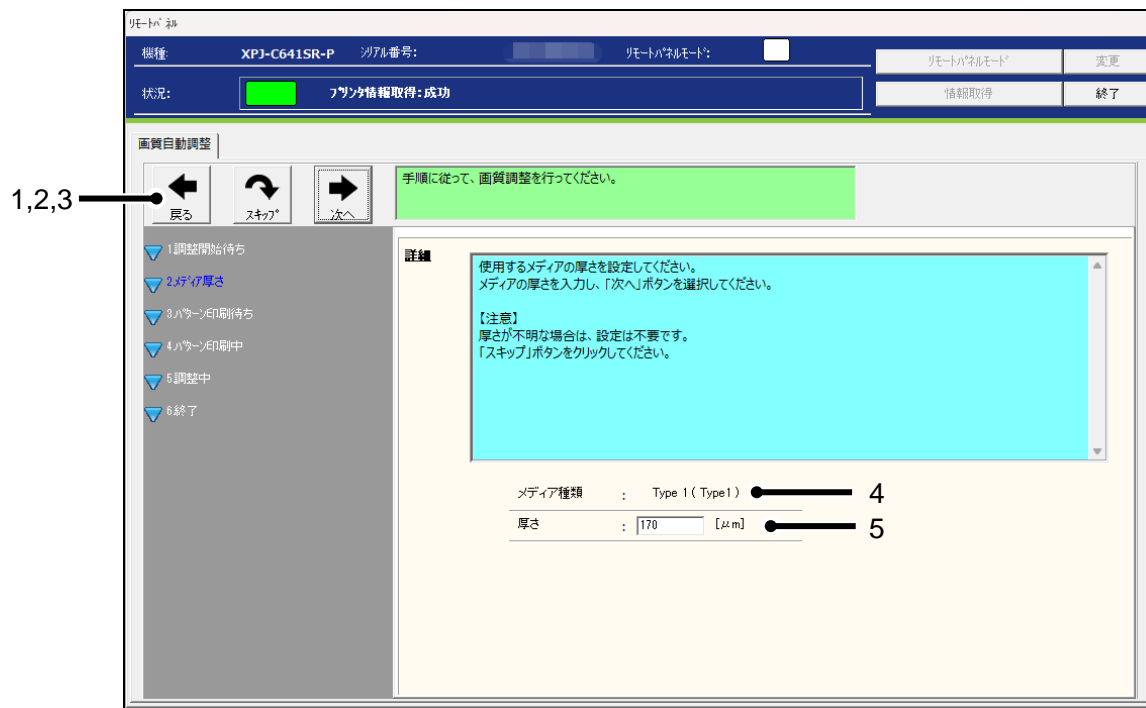 リモートパネル
機種: XPJ-C641SR-P シリアル番号: リモートパネルモード:
リモートパネルモード 変更
状況: プリンタ情報取得:成功
情報取得 終了
画質自動調整
1,2,3
戻る スキップ 次へ
手順に従って、画質調整を行ってください。
1調整開始待ち
2メディア厚さ
3パターン印刷待ち
4パターン印刷中
5調整中
6終了
詳細
使用するメディアの厚さを設定してください。
メディアの厚さを入力し、「次へ」ボタンを選択してください。
【注意】
厚さが不明な場合は、設定は不要です。
「スキップ」ボタンをクリックしてください。
メディア種類 : Type 1 ( Type1 ) 4
厚さ : 170 [μm] 5